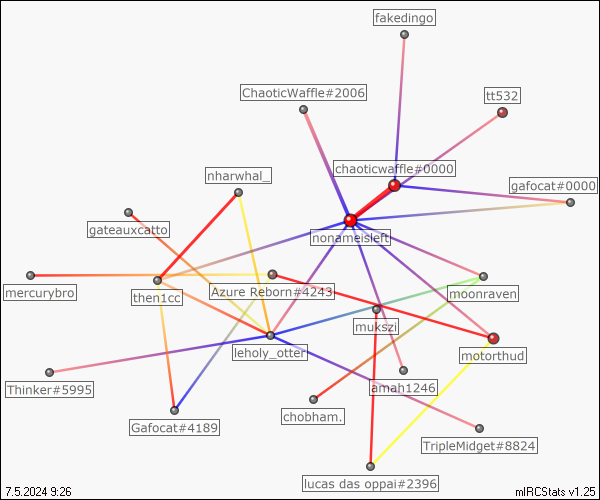 fakedingo
ChaoticWaffle#2006
tt532
chaoticwaffle#0000
nharwhal_
gafocat#0000
gateauxcatto
nonameisleft
mercurybro
then1cc
Azure Reborn#4243
moonraven
mukszi
leholy_otter
motorthud
Thinker#5995
amah1246
chobham.
Gafocat#4189
TripleMidget#8824
lucas das oppai#2396
7.5.2024 9:26
mIRCStats v1.25